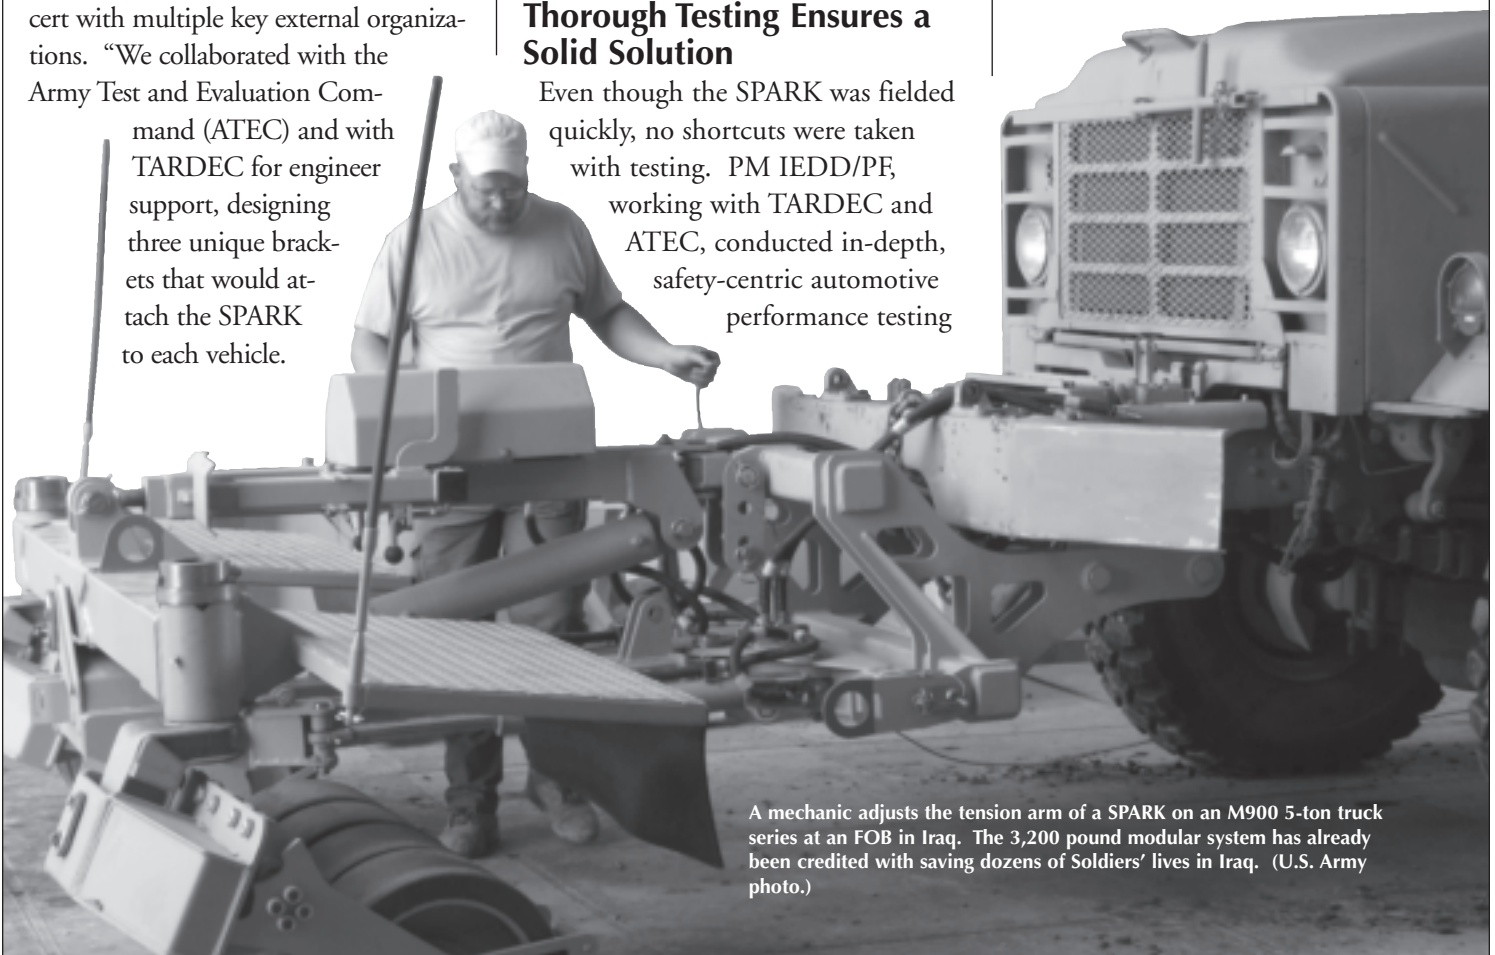 cert with multiple key external organiza-
tions.  “We collaborated with the
Army Test and Evaluation Com-
mand (ATEC) and with
TARDEC for engineer
support, designing
three unique brack-
ets that would at-
tach the SPARK
to each vehicle.
Thorough Testing Ensures a
Solid Solution
Even though the SPARK was fielded
quickly, no shortcuts were taken
with testing.  PM IEDD/PF,
working with TARDEC and
ATEC, conducted in-depth,
safety-centric automotive
performance testing
A mechanic adjusts the tension arm of a SPARK on an M900 5-ton truck
series at an FOB in Iraq.  The 3,200 pound modular system has already
been credited with saving dozens of Soldiers’ lives in Iraq.  (U.S. Army
photo.)